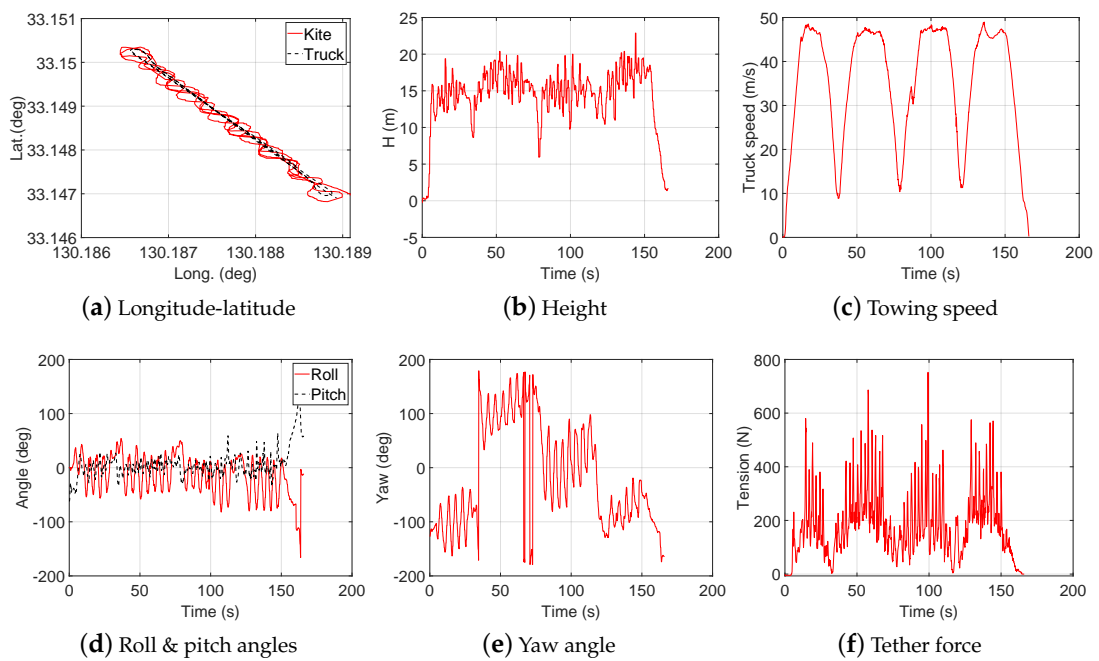 33.151
33.15
33.149
33.148
33.147
33.146
Lat.(deg)
Kite
Truck
130.186 130.187 130.188 130.189
Long. (deg)
(a) Longitude-latitude
25
20
15
10
5
0
-5
H (m)
0 50 100 150 200
Time (s)
(b) Height
50
40
30
20
10
0
Truck speed (m/s)
0 50 100 150 200
Time (s)
(c) Towing speed
200
100
0
-100
-200
Angle (deg)
Roll
Pitch
0 50 100 150 200
Time (s)
(d) Roll & pitch angles
200
100
0
-100
-200
Yaw (deg)
0 50 100 150 200
Time (s)
(e) Yaw angle
800
600
400
200
0
Tension (N)
0 50 100 150 200
Time (s)
(f) Tether force